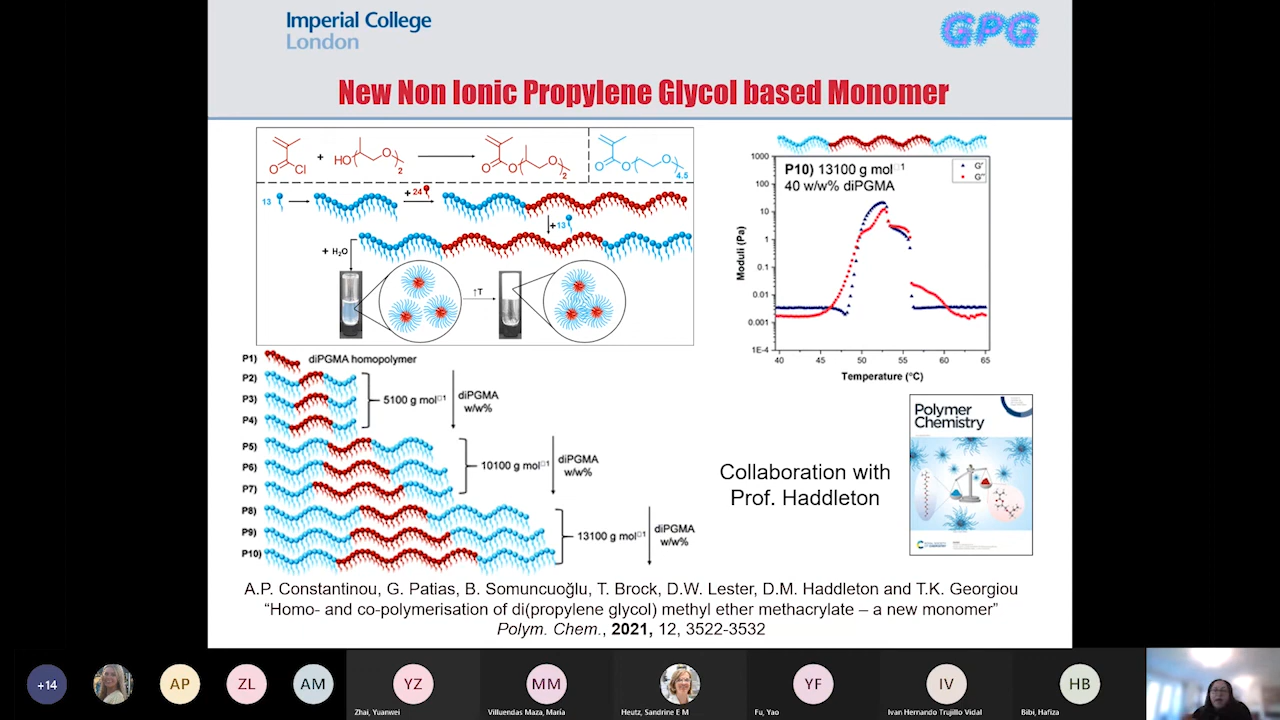 Imperial College
London
GPG
New Non Ionic Propylene Glycol based Monomer
O
Cl
+
HO
O
2
O
O
O
2
O
O
O
4.5
13
+24
+13
+ H₂O
↑T
P1)
diPGMA homopolymer
P2)
P3)
P4)
5100 g mol□1
diPGMA
w/w%
P5)
P6)
P7)
10100 g mol□1
diPGMA
w/w%
P8)
P9)
P10)
13100 g mol□1
diPGMA
w/w%
P10) 13100 g mol□1
40 w/w% diPGMA
G'
G''
Moduli (Pa)
1000
100
10
1
0.1
0.01
0.001
1E-4
40 45 50 55 60 65
Temperature (°C)
Collaboration with
Prof. Haddleton
Polymer
Chemistry
A.P. Constantinou, G. Patias, B. Somuncuoğlu, T. Brock, D.W. Lester, D.M. Haddleton and T.K. Georgiou
“Homo- and co-polymerisation of di(propylene glycol) methyl ether methacrylate – a new monomer”
Polym. Chem., 2021, 12, 3522-3532
+14
AP
ZL
AM
YZ
Zhai, Yuanwei
MM
Villuendas Maza, Maria
Heutz, Sandrine E M
YF
Fu, Yao
IV
Ivan Hernando Trujillo Vidal
HB
Bibi, Hafiza